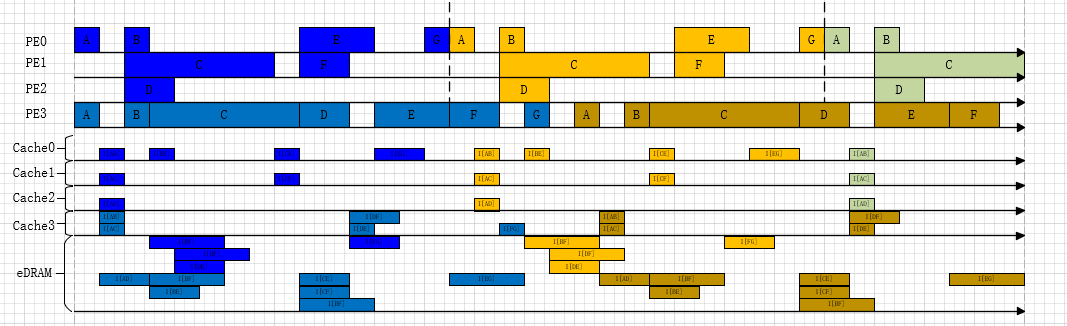 PE0 A B E G A B E G A B
PE1 C F C F C
PE2 D D D
PE3 A B C D E F G A B C D E F
Cache0 I[AB] I[BE] I[CE] I[EG] I[AB]
Cache1 I[AC] I[CF] I[AC]
Cache2 I[AD] I[AD]
I[AB] I[DF] I[AB] I[DF]
Cache3 I[AC] I[DE] I[FG] I[AC] I[DE]
I[BF] I[FG]
I[DF]
I[DE]
eDRAM I[AD] I[BF] I[CE] I[EG] I[AD] I[BF] I[CE] I[EG]
I[BE] I[CF] I[BE] I[CF]